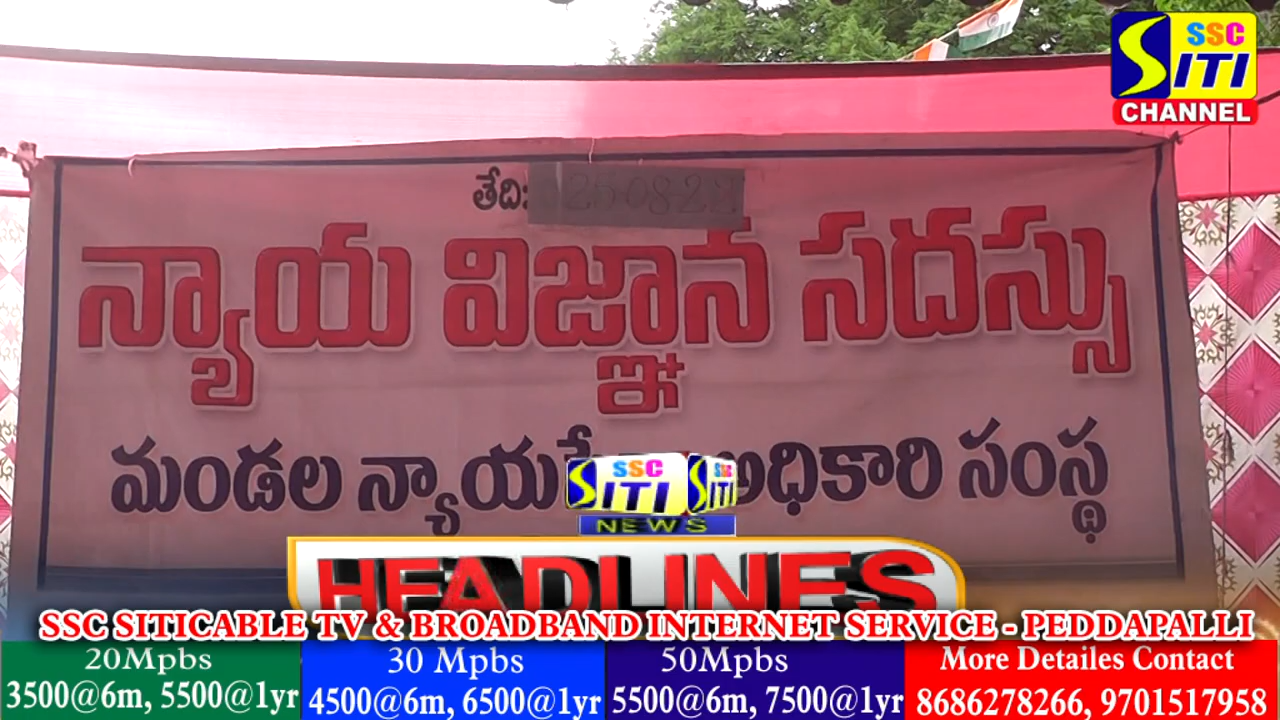 SSC
SITI
CHANNEL
తేది: 25-08-22
న్యాయ విజ్ఞాన సదస్సు
మండల న్యాయ అధికారి సంస్థ
SSC
SITI
NEWS
HEADLINES
SSC SITICABLE TV & BROADBAND INTERNET SERVICE - PEDDAPALLI
20Mpbs
3500@6m, 5500@1yr
30 Mpbs
4500@6m, 6500@1yr
50Mpbs
5500@6m, 7500@1yr
More Detailes Contact
8686278266, 9701517958